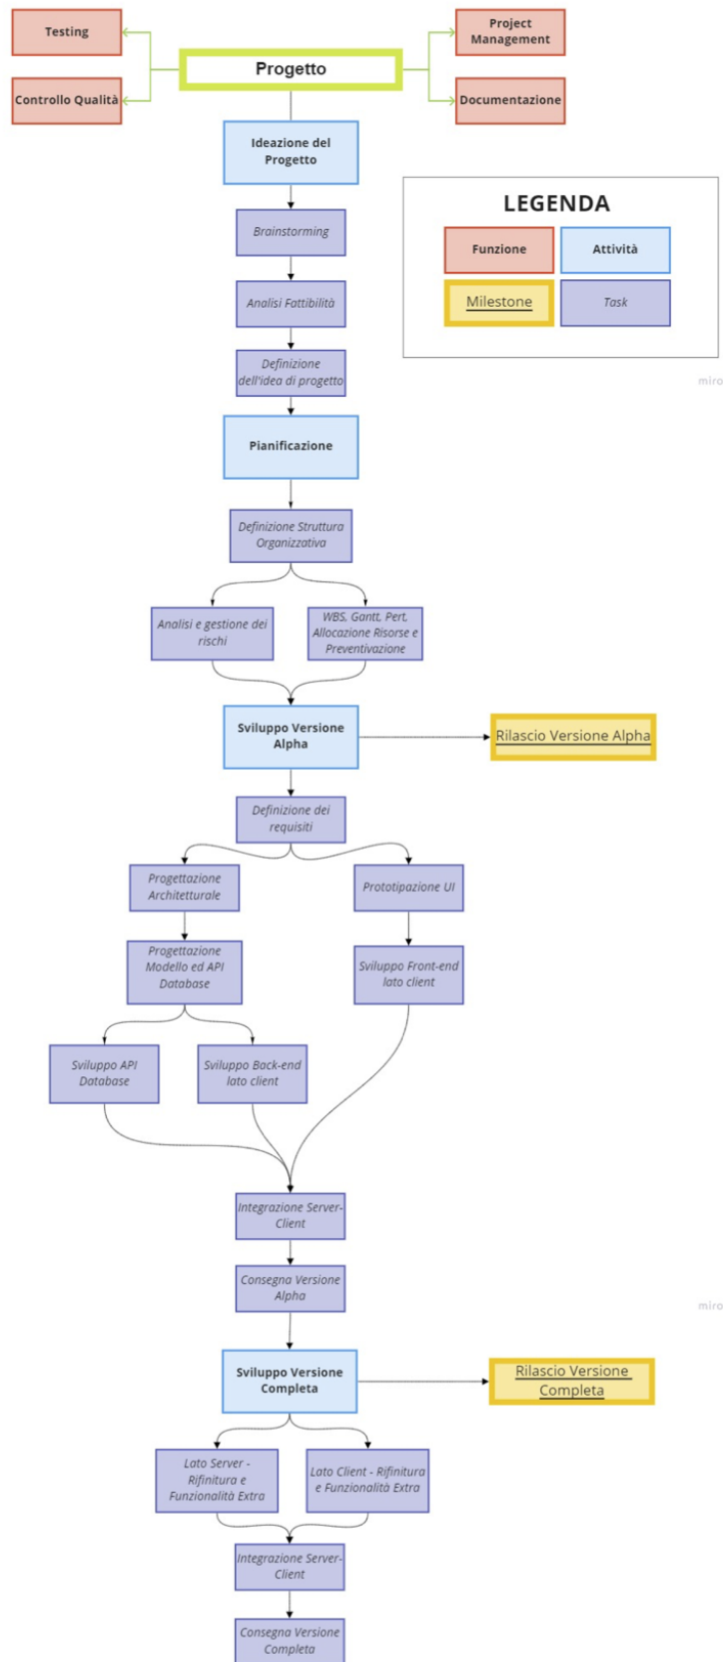 Testing
Project
Management
Progetto
Controllo Qualità
Documentazione
Ideazione del
Progetto
LEGENDA
Funzione
Attività
Milestone
Task
Brainstorming
Analisi Fattibilità
Definizione
dell'idea di progetto
miro
Pianificazione
Definizione Struttura
Organizzativa
Analisi e gestione dei
rischi
WBS, Gantt, Pert,
Allocazione Risorse e
Preventivazione
Sviluppo Versione
Alpha
Rilascio Versione Alpha
Definizione dei
requisiti
Progettazione
Architetturale
Prototipazione UI
Progettazione
Modello ed API
Database
Sviluppo Front-end
lato client
Sviluppo API
Database
Sviluppo Back-end
lato client
Integrazione Server-
Client
Consegna Versione
Alpha
miro
Sviluppo Versione
Completa
Rilascio Versione
Completa
Lato Server -
Rifinitura e
Funzionalità Extra
Lato Client - Rifinitura
e Funzionalità Extra
Integrazione Server-
Client
Consegna Versione
Completa